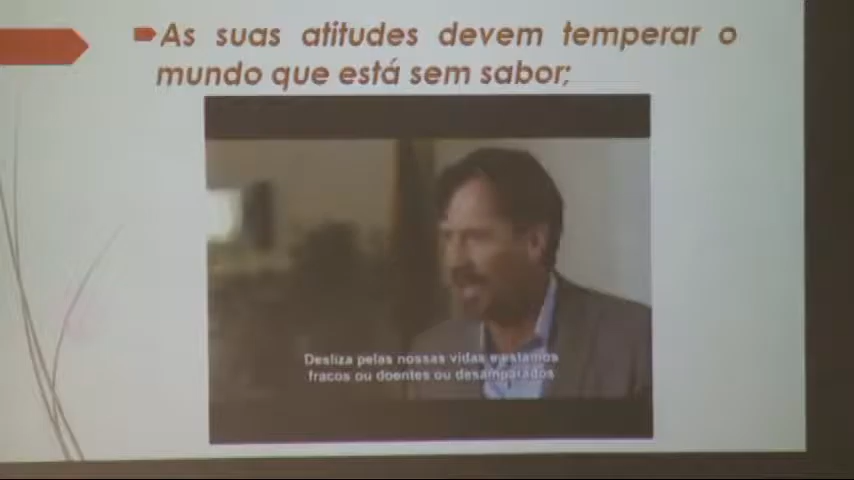 As suas atitudes devem temperar o
mundo que está sem sabor;
Desliza pelas nossas vidas e estamos
fracos ou doentes ou desamparados